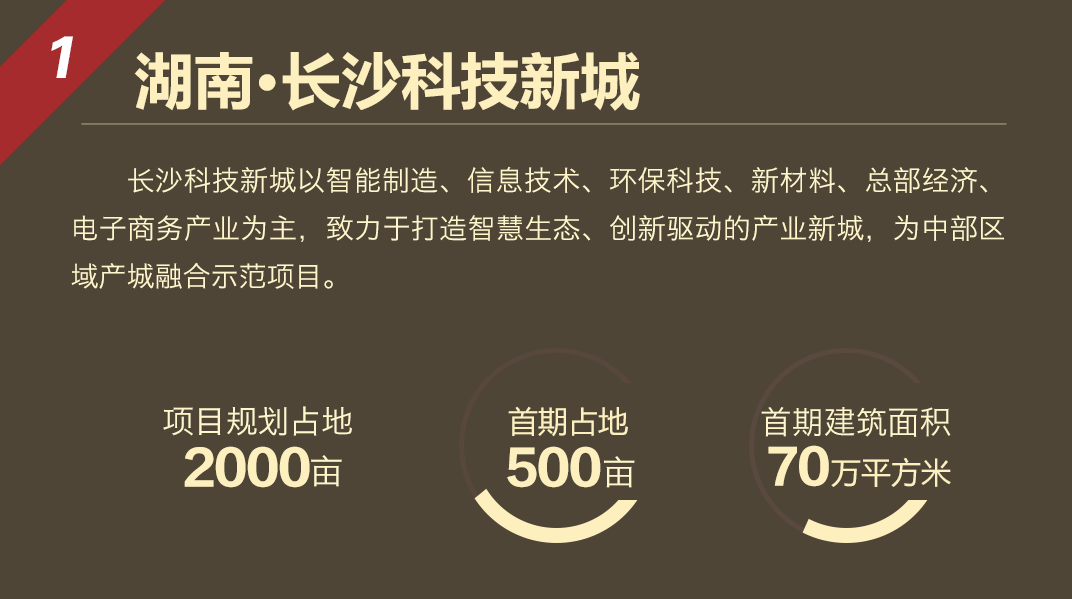 1
湖南·长沙科技新城
长沙科技新城以智能制造、信息技术、环保科技、新材料、总部经济、
电子商务产业为主，致力于打造智慧生态、创新驱动的产业新城，为中部区
域产城融合示范项目。
项目规划占地
2000亩
首期占地
500亩
首期建筑面积
70万平方米